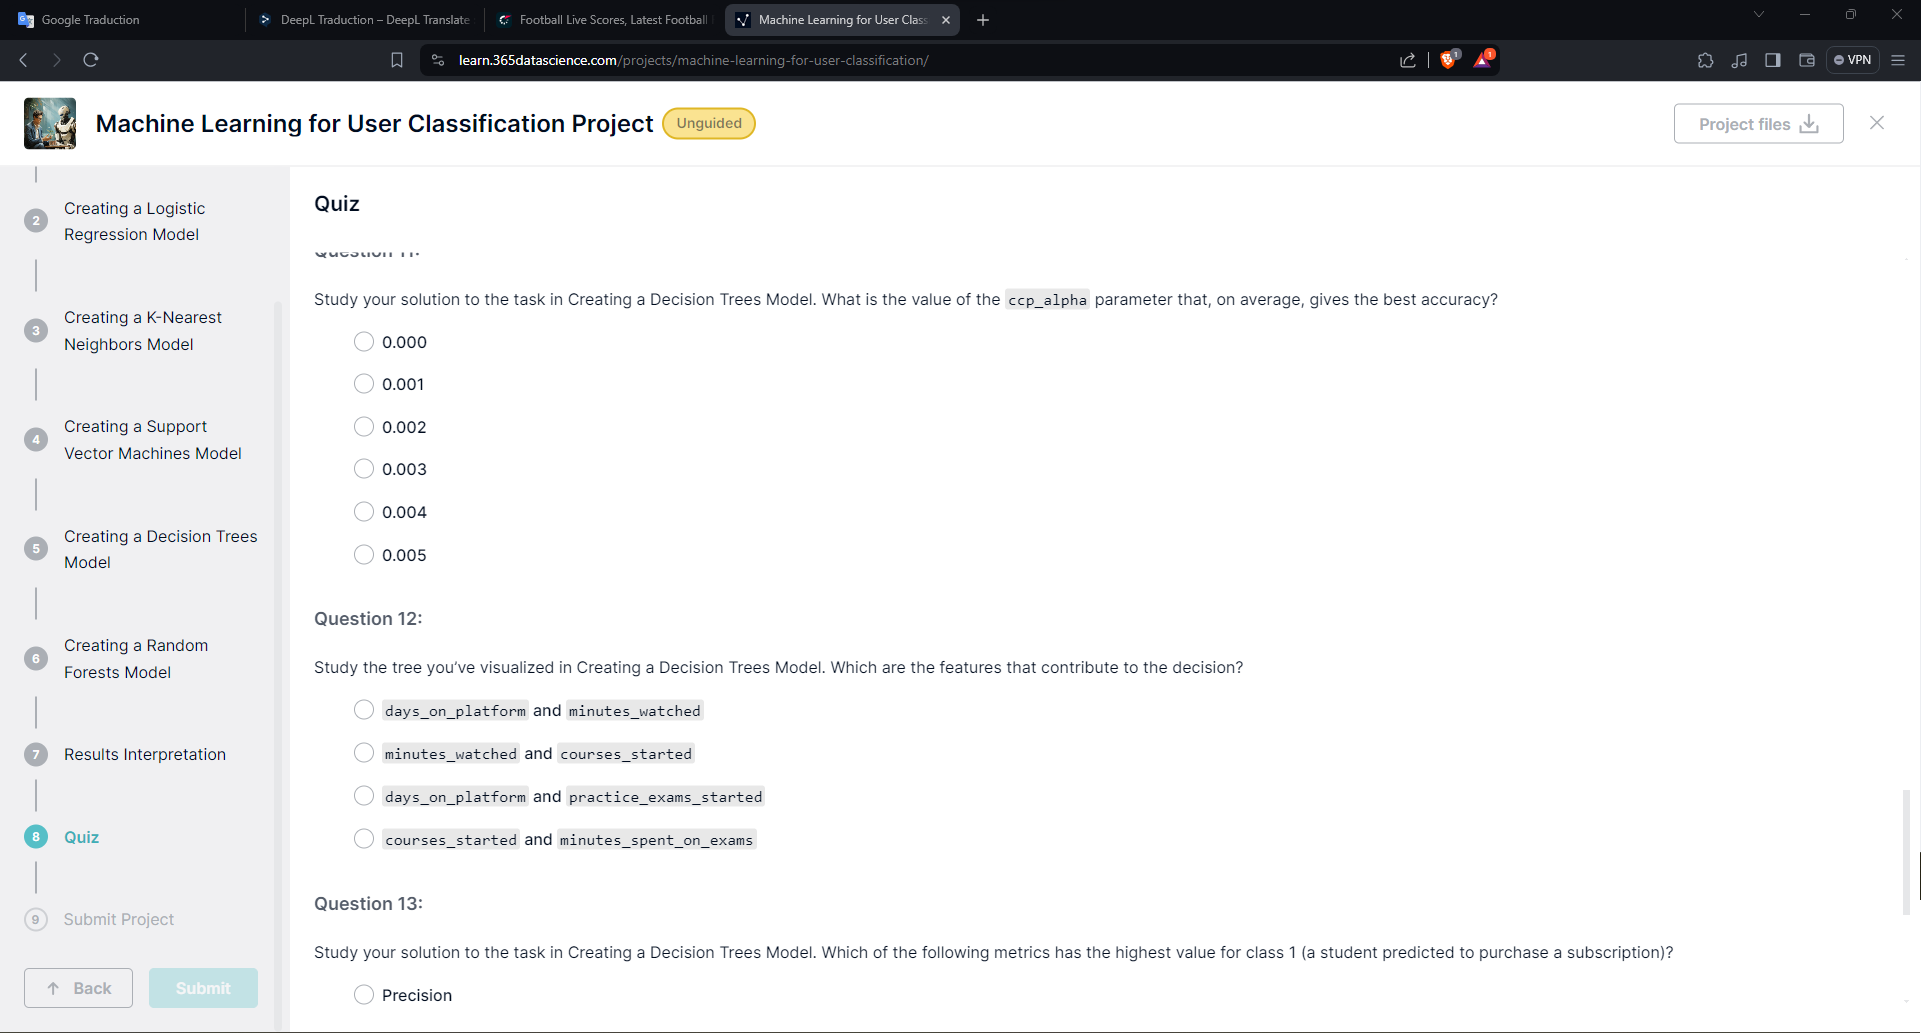 Google Traduction
DeepL Traduction – DeepL Translate
Football Live Scores, Latest Football
Machine Learning for User Class
learn.365datascience.com/projects/machine-learning-for-user-classification/
1
1
VPN
Machine Learning for User Classification Project
Unguided
Project files
2
Creating a Logistic
Regression Model
3
Creating a K-Nearest
Neighbors Model
4
Creating a Support
Vector Machines Model
5
Creating a Decision Trees
Model
6
Creating a Random
Forests Model
7
Results Interpretation
8
Quiz
9
Submit Project
Back
Submit
Quiz
Question 11:
Study your solution to the task in Creating a Decision Trees Model. What is the value of the ccp_alpha parameter that, on average, gives the best accuracy?
0.000
0.001
0.002
0.003
0.004
0.005
Question 12:
Study the tree you’ve visualized in Creating a Decision Trees Model. Which are the features that contribute to the decision?
days_on_platform and minutes_watched
minutes_watched and courses_started
days_on_platform and practice_exams_started
courses_started and minutes_spent_on_exams
Question 13:
Study your solution to the task in Creating a Decision Trees Model. Which of the following metrics has the highest value for class 1 (a student predicted to purchase a subscription)?
Precision